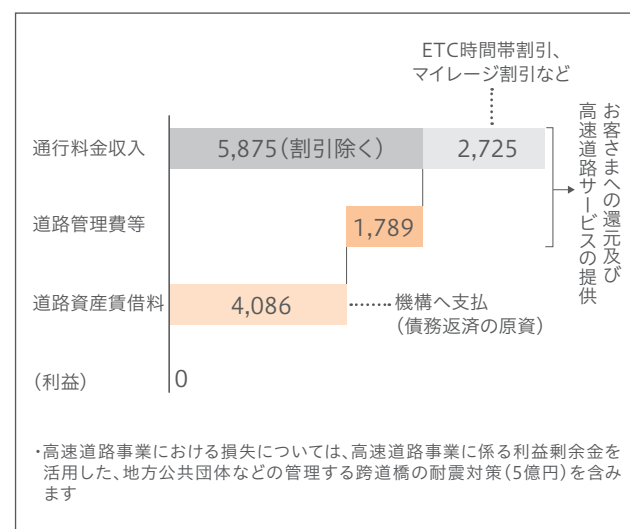 ETC時間帯割引、
マイレージ割引など
通行料金収入
5,875(割引除く)
2,725
お客さまへの還元及び
高速道路サービスの提供
道路管理費等
1,789
道路資産賃借料
4,086
機構へ支払
(債務返済の原資)
(利益)
0
・高速道路事業における損失については、高速道路事業に係る利益剰余金を
活用した、地方公共団体などの管理する跨道橋の耐震対策(5億円)を含み
ます